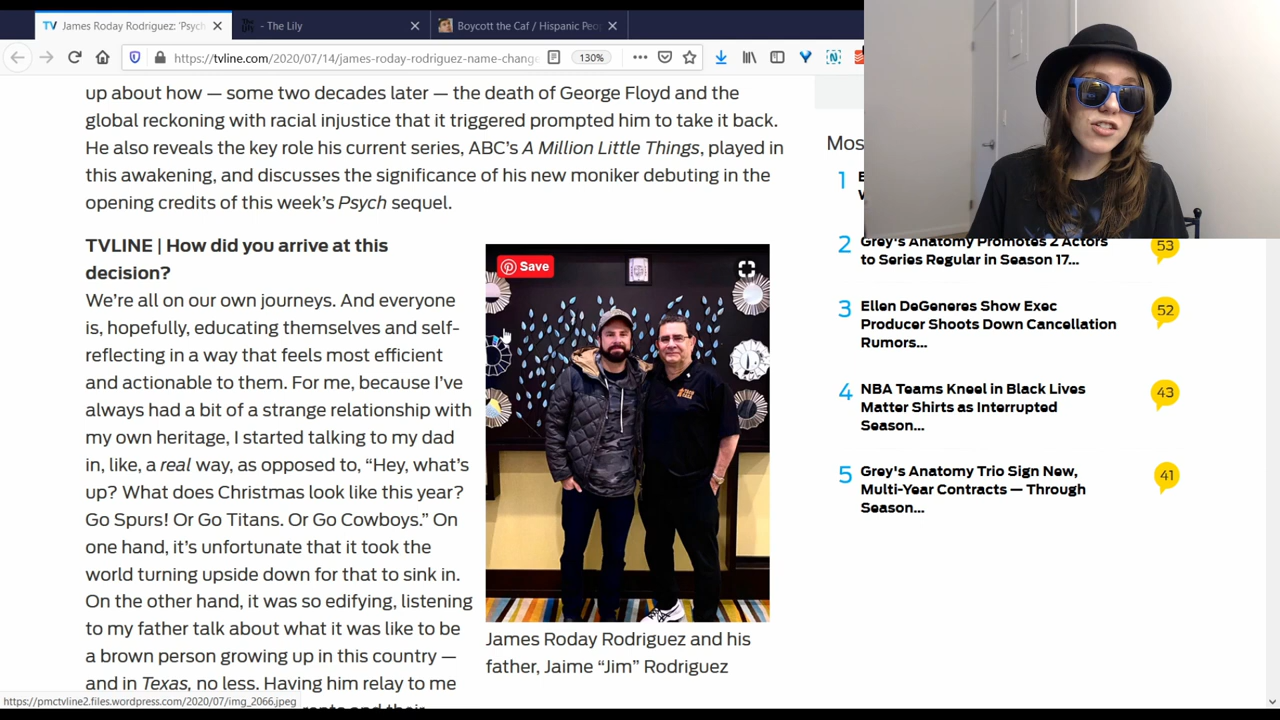 TV James Roday Rodriguez: 'Psych
- The Lily
Boycott the Caf / Hispanic Peo
https://tvline.com/2020/07/14/james-roday-rodriguez-name-change
130%
up about how — some two decades later — the death of George Floyd and the
global reckoning with racial injustice that it triggered prompted him to take it back.
He also reveals the key role his current series, ABC's A Million Little Things, played in
this awakening, and discusses the significance of his new moniker debuting in the
opening credits of this week's Psych sequel.
TVLINE | How did you arrive at this
decision?
We're all on our own journeys. And everyone
is, hopefully, educating themselves and self-
reflecting in a way that feels most efficient
and actionable to them. For me, because I've
always had a bit of a strange relationship with
my own heritage, I started talking to my dad
in, like, a real way, as opposed to, “Hey, what's
up? What does Christmas look like this year?
Go Spurs! Or Go Titans. Or Go Cowboys.” On
one hand, it's unfortunate that it took the
world turning upside down for that to sink in.
On the other hand, it was so edifying, listening
to my father talk about what it was like to be
a brown person growing up in this country —
and in Texas, no less. Having him relay to me
Save
James Roday Rodriguez and his
father, Jaime “Jim” Rodriguez
Mos
1
2 Grey's Anatomy Promotes 2 Actors
to Series Regular in Season 17...
53
3 Ellen DeGeneres Show Exec
Producer Shoots Down Cancellation
Rumors...
52
4 NBA Teams Kneel in Black Lives
Matter Shirts as Interrupted
Season...
43
5 Grey's Anatomy Trio Sign New,
Multi-Year Contracts — Through
Season...
41
https://pmctvline2.files.wordpress.com/2020/07/img_2066.jpeg